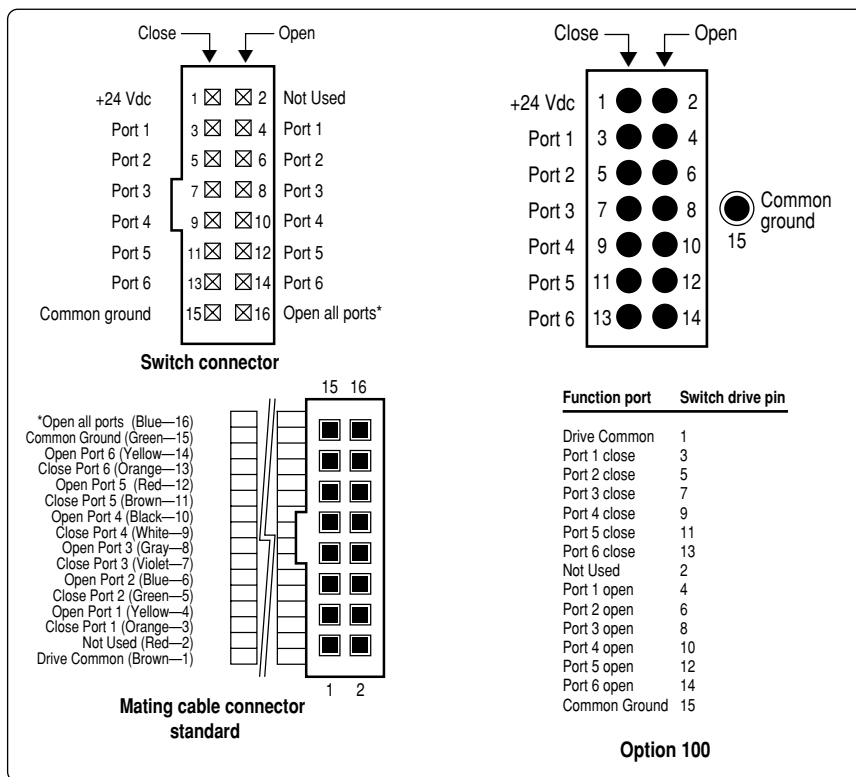 Close Open
+24 Vdc 1 2 Not Used
Port 1 3 4 Port 1
Port 2 5 6 Port 2
Port 3 7 8 Port 3
Port 4 9 10 Port 4
Port 5 11 12 Port 5
Port 6 13 14 Port 6
Common ground 15 16 Open all ports*
Switch connector
Close Open
+24 Vdc 1 2
Port 1 3 4
Port 2 5 6
Port 3 7 8
Port 4 9 10
Port 5 11 12
Port 6 13 14
Common
ground
15
15 16
*Open all ports (Blue—16)
Common Ground (Green—15)
Open Port 6 (Yellow—14)
Close Port 6 (Orange—13)
Open Port 5 (Red—12)
Close Port 5 (Brown—11)
Open Port 4 (Black—10)
Close Port 4 (White—9)
Open Port 3 (Gray—8)
Close Port 3 (Violet—7)
Open Port 2 (Blue—6)
Close Port 2 (Green—5)
Open Port 1 (Yellow—4)
Close Port 1 (Orange—3)
Not Used (Red—2)
Drive Common (Brown—1)
1 2
Mating cable connector
standard
Function port Switch drive pin
Drive Common 1
Port 1 close 3
Port 2 close 5
Port 3 close 7
Port 4 close 9
Port 5 close 11
Port 6 close 13
Not Used 2
Port 1 open 4
Port 2 open 6
Port 3 open 8
Port 4 open 10
Port 5 open 12
Port 6 open 14
Common Ground 15
Option 100